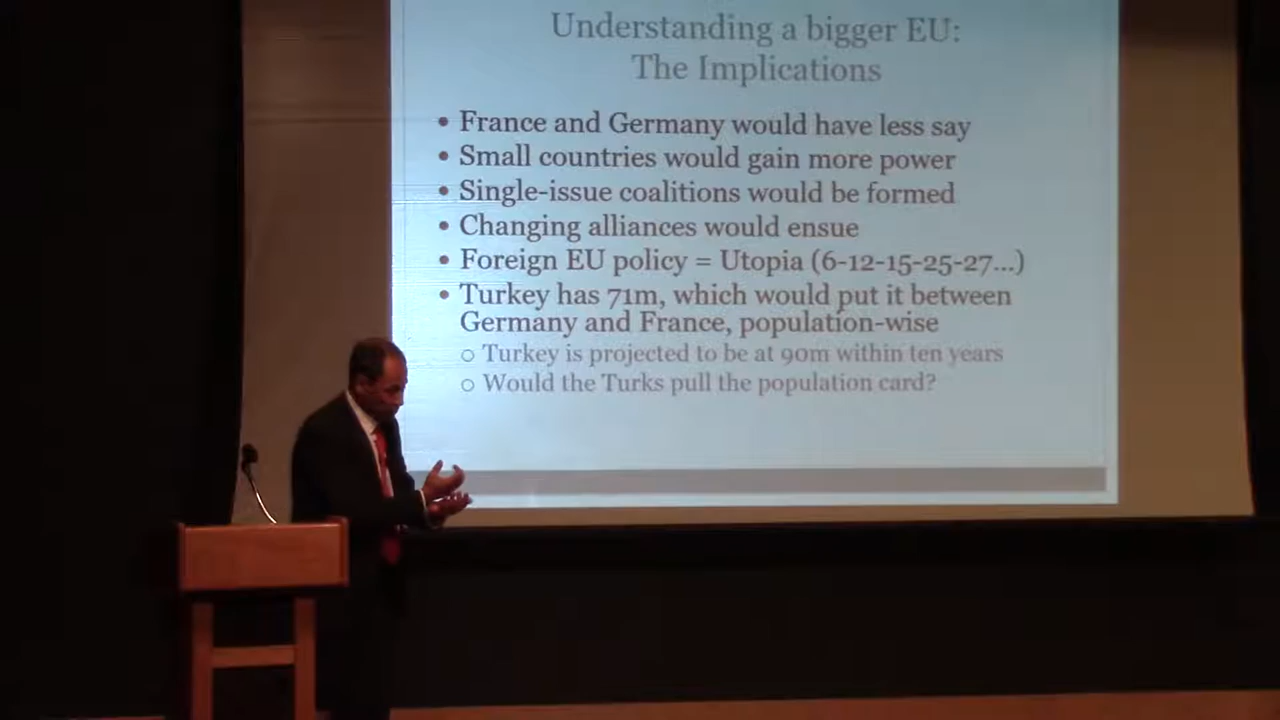 Understanding a bigger EU:
The Implications
• France and Germany would have less say
• Small countries would gain more power
• Single-issue coalitions would be formed
• Changing alliances would ensue
• Foreign EU policy = Utopia (6-12-15-25-27...)
• Turkey has 71m, which would put it between
Germany and France, population-wise
○ Turkey is projected to be at 90m within ten years
○ Would the Turks pull the population card?